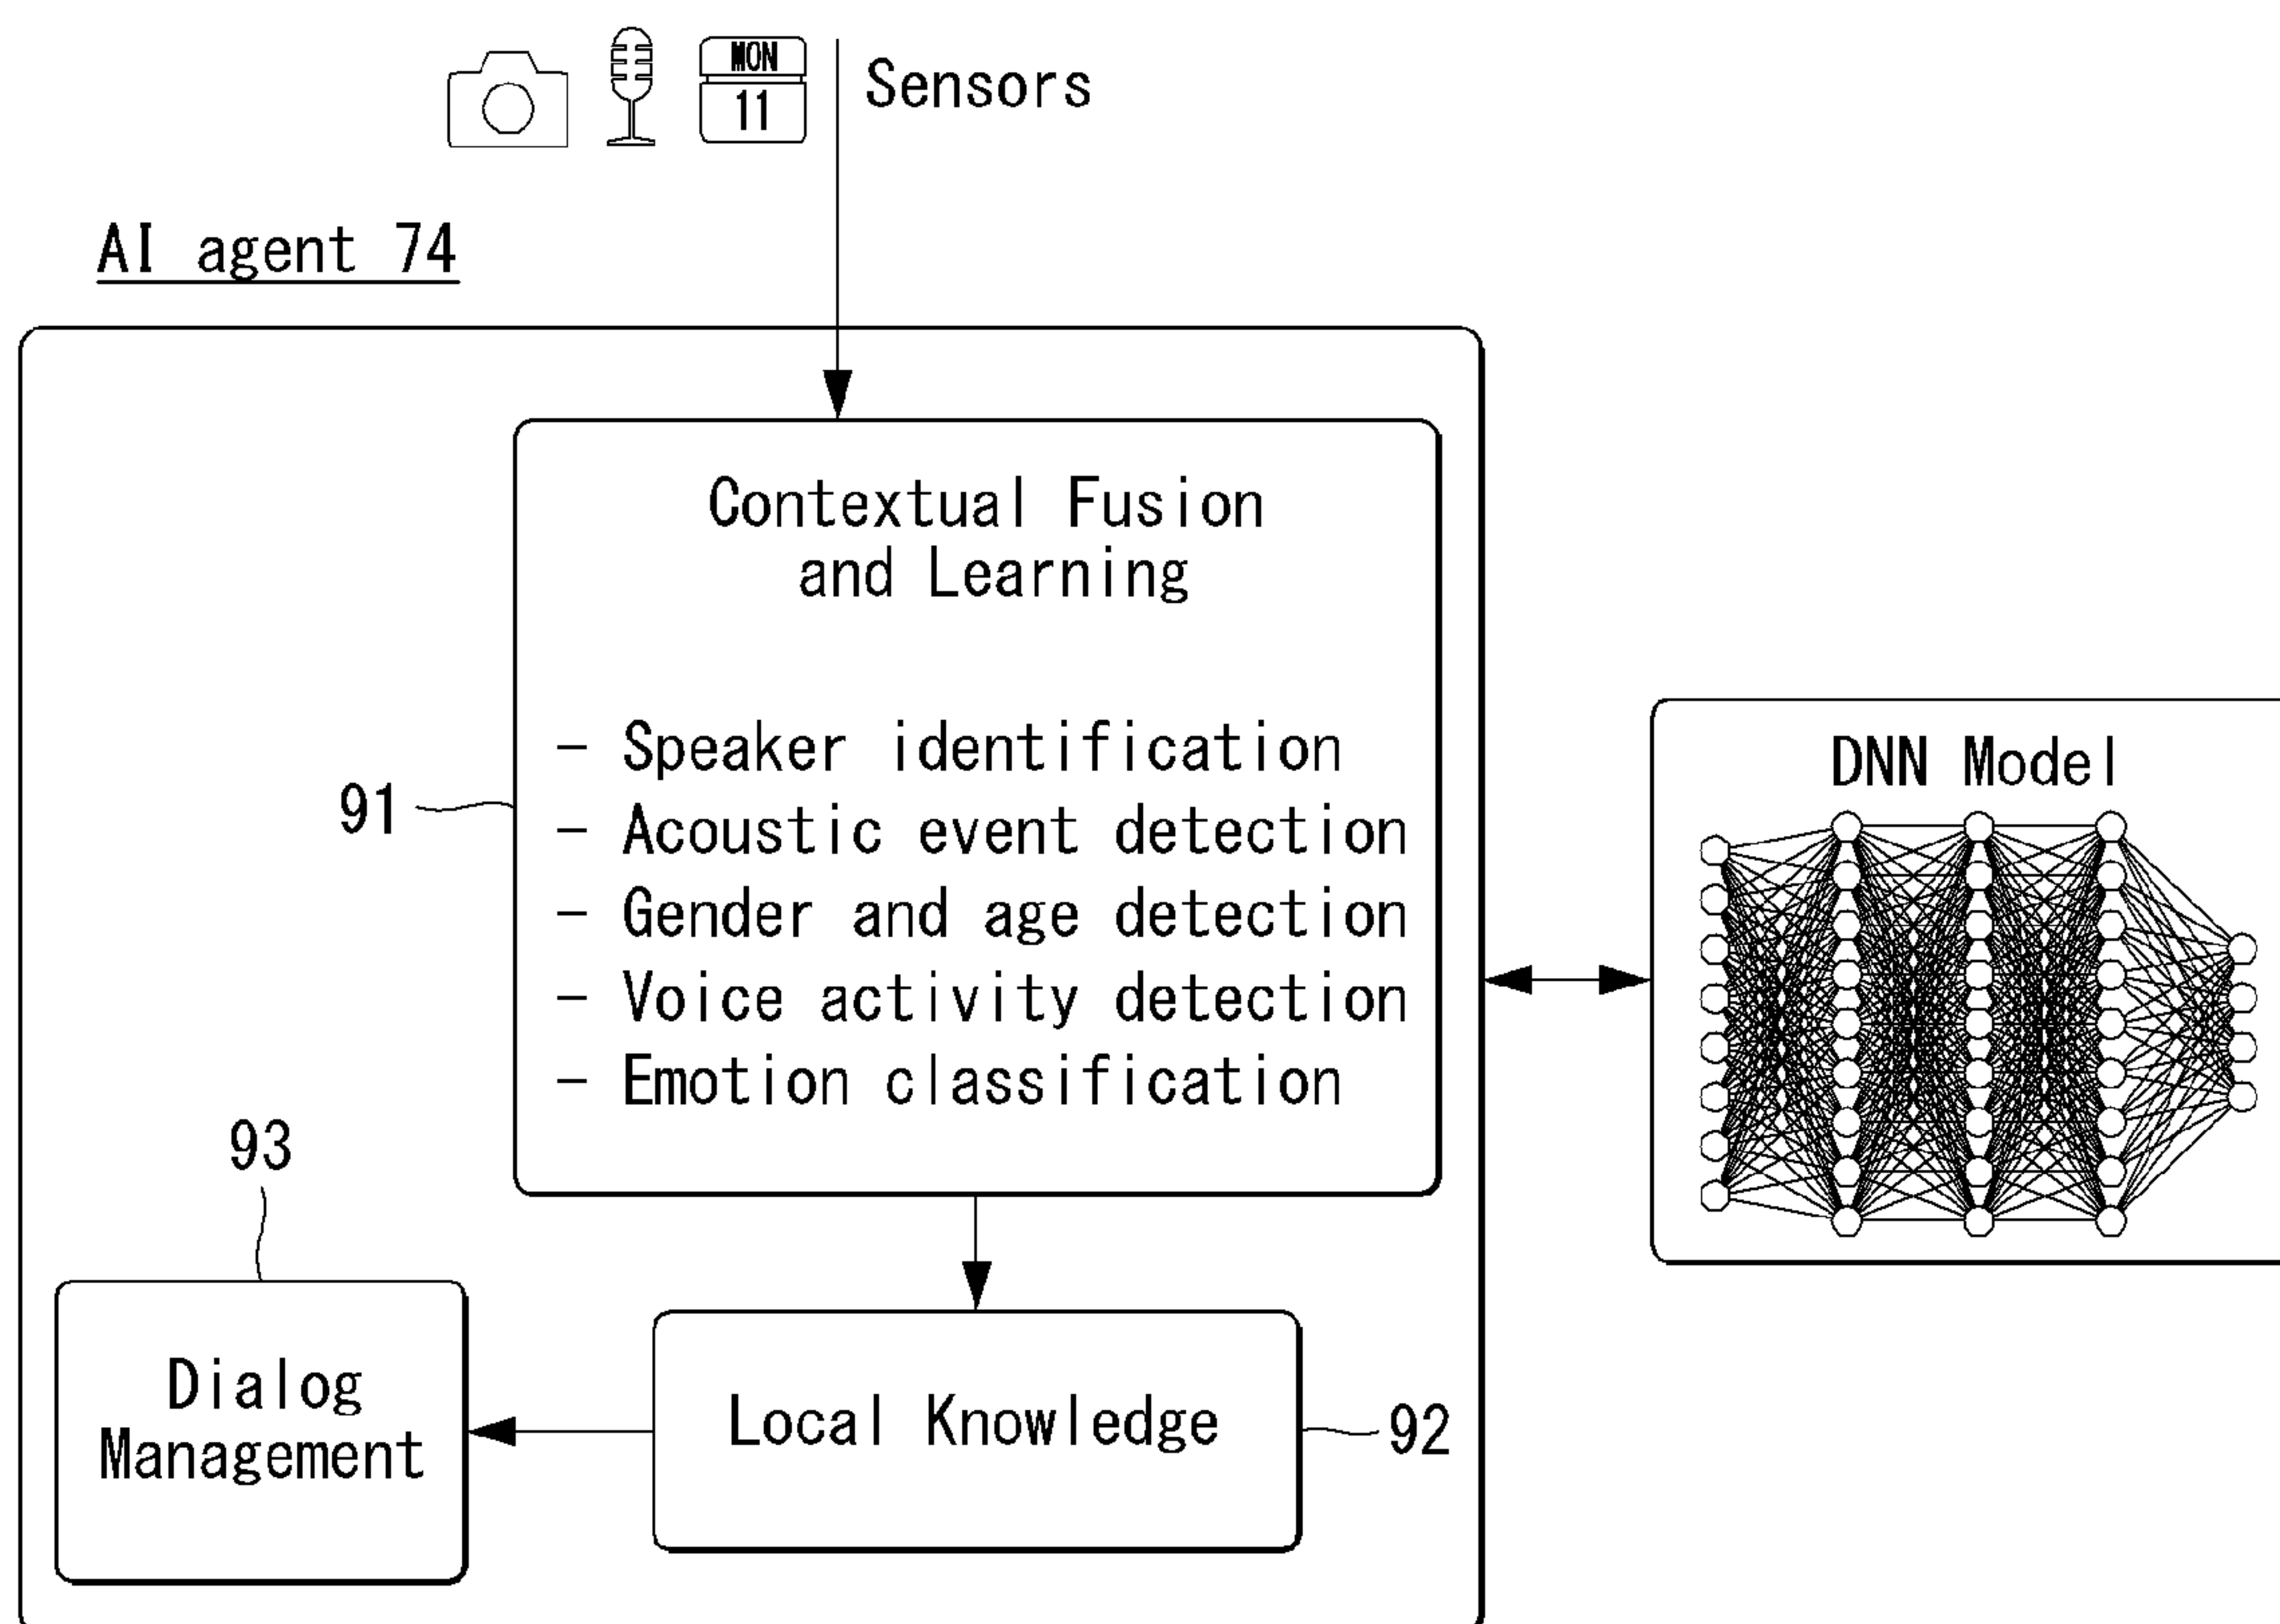 MON
11
Sensors
AI agent 74
Contextual Fusion
and Learning
- Speaker identification
- Acoustic event detection
- Gender and age detection
- Voice activity detection
- Emotion classification
91
DNN Model
93
Dialog
Management
Local Knowledge
92